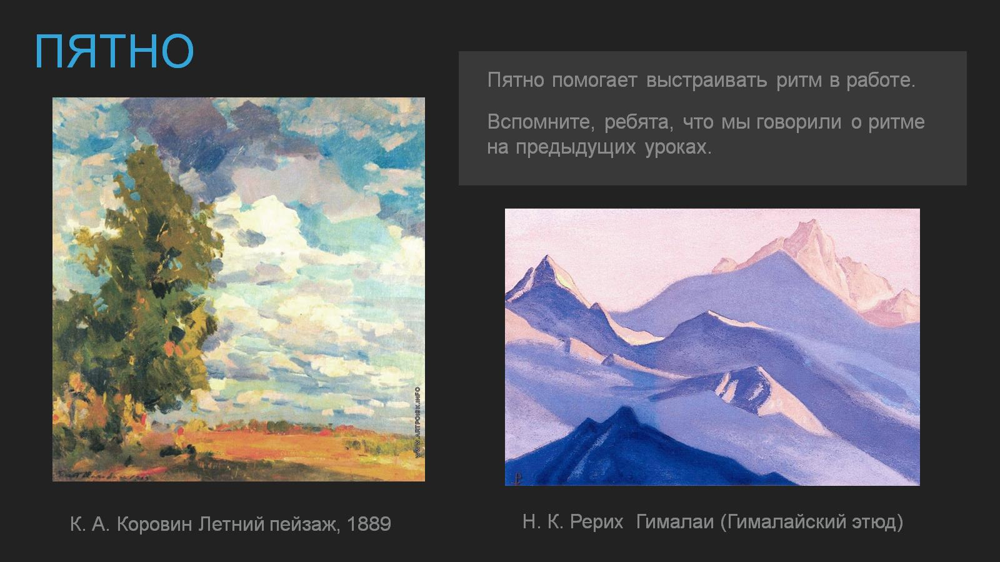 ПЯТНО
Пятно помогает выстраивать ритм в работе.
Вспомните, ребята, что мы говорили о ритме
на предыдущих уроках.
WWW.ARTPOISK.INFO
К. А. Коровин Летний пейзаж, 1889
Н. К. Рерих Гималаи (Гималайский этюд)